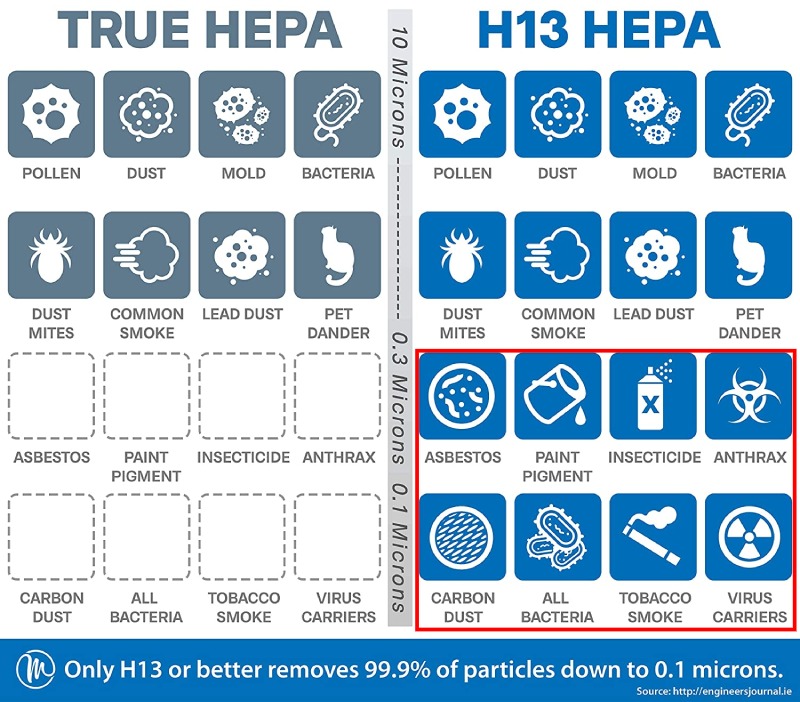 TRUE HEPA
H13 HEPA
10 Microns
0.3 Microns
0.1 Microns
POLLEN
DUST
MOLD
BACTERIA
DUST
MITES
COMMON
SMOKE
LEAD DUST
PET
DANDER
ASBESTOS
PAINT
PIGMENT
INSECTICIDE
ANTHRAX
CARBON
DUST
ALL
BACTERIA
TOBACCO
SMOKE
VIRUS
CARRIERS
POLLEN
DUST
MOLD
BACTERIA
DUST
MITES
COMMON
SMOKE
LEAD DUST
PET
DANDER
ASBESTOS
PAINT
PIGMENT
X
INSECTICIDE
ANTHRAX
CARBON
DUST
ALL
BACTERIA
TOBACCO
SMOKE
VIRUS
CARRIERS
M Only H13 or better removes 99.9% of particles down to 0.1 microns.
Source: http://engineersjournal.ie